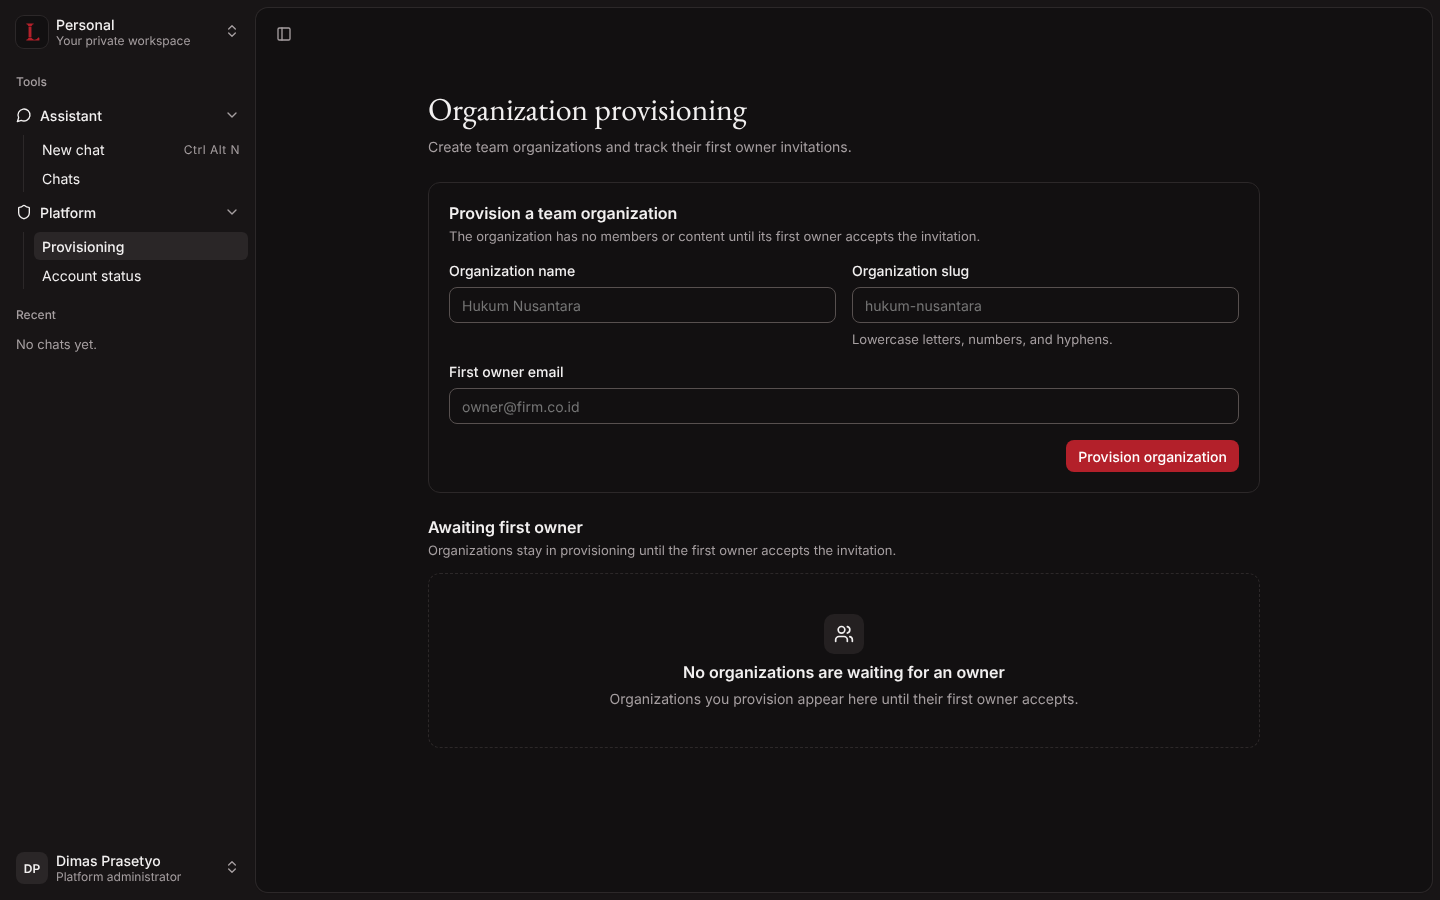 L
Personal
Your private workspace
Tools
Assistant
New chat
Ctrl Alt N
Chats
Platform
Provisioning
Account status
Recent
No chats yet.
DP
Dimas Prasetyo
Platform administrator
Organization provisioning
Create team organizations and track their first owner invitations.
Provision a team organization
The organization has no members or content until its first owner accepts the invitation.
Organization name
Hukum Nusantara
Organization slug
hukum-nusantara
Lowercase letters, numbers, and hyphens.
First owner email
owner@firm.co.id
Provision organization
Awaiting first owner
Organizations stay in provisioning until the first owner accepts the invitation.
No organizations are waiting for an owner
Organizations you provision appear here until their first owner accepts.